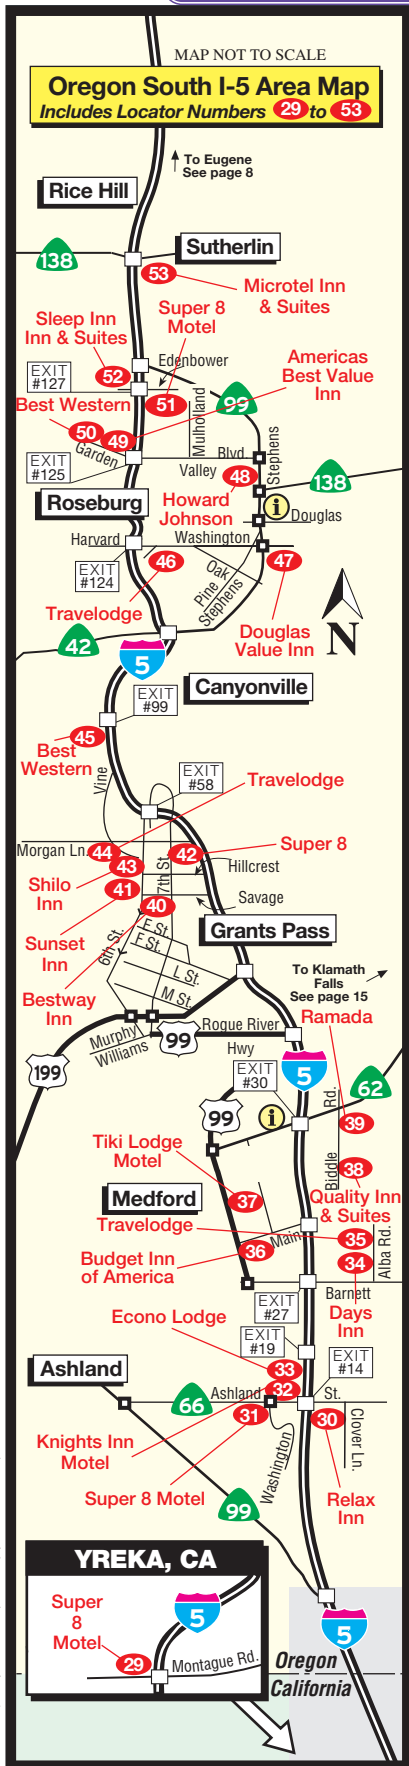 MAP NOT TO SCALE
Oregon South I-5 Area Map
Includes Locator Numbers 29 to 53
To Eugene
See page 8
Rice Hill
138
Sutherlin
53
Microtel Inn
& Suites
Sleep Inn
Inn & Suites
Super 8
Motel
Edenbower
Americas
Best Value
Inn
EXIT
#127
52
Best Western
51
Mulholland
99
50
49
Garden
Valley
Blvd.
Stephens
EXIT
#125
48
138
Roseburg
Howard
Johnson
i
Douglas
Harvard
Washington
EXIT
#124
46
Oak
Pine
Stephens
47
Travelodge
Douglas
Value Inn
42
5
N
EXIT
#99
Canyonville
45
Best
Western
Vine
EXIT
#58
Travelodge
Morgan Ln.
44
42
Super 8
43
7th St.
Hillcrest
Shilo
Inn
41
Savage
40
Sunset
Inn
6th St.
E St.
F St.
Grants Pass
L St.
M St.
Bestway
Inn
To Klamath
Falls
See page 15
Murphy
Williams
99
Rogue River
Hwy
Ramada
199
5
EXIT
#30
62
99
i
Rd.
39
Tiki Lodge
Motel
Biddle
38
Medford
37
Quality Inn
& Suites
Travelodge
Main
35
Alba Rd.
36
34
Budget Inn
of America
Barnett
EXIT
#27
Days
Inn
Econo Lodge
EXIT
#19
EXIT
#14
Ashland
33
32
66
Ashland
St.
31
30
Knights Inn
Motel
Washington
Clover Ln.
Super 8 Motel
Relax
Inn
99
YREKA, CA
Super
8
Motel
5
29
Montague Rd.
5
Oregon
California